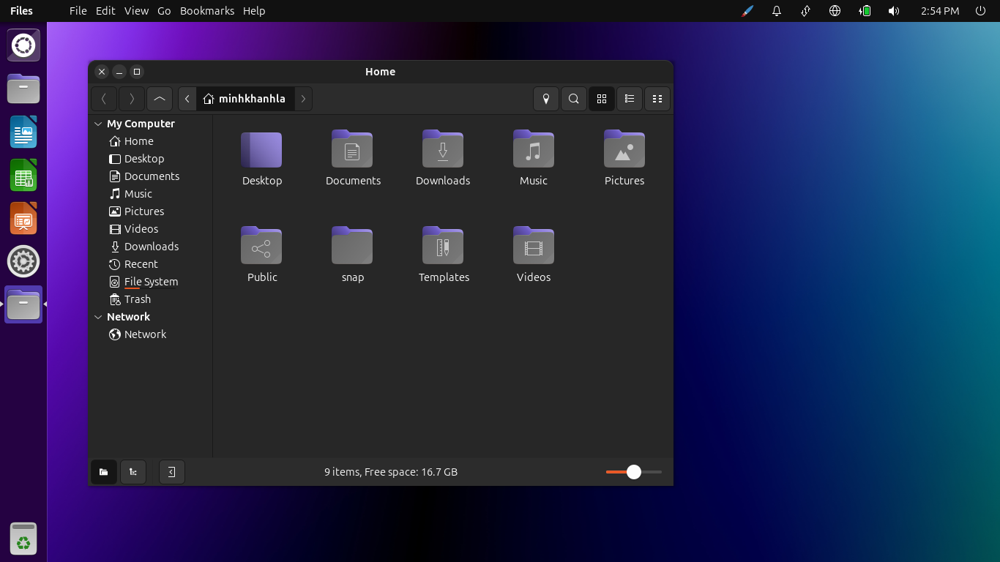 Files File Edit View Go Bookmarks Help 2:54 PM
Home
minhkhanhla
My Computer
Home
Desktop
Documents
Music
Pictures
Videos
Downloads
Recent
File System
Trash
Network
Network
Desktop Documents Downloads Music Pictures
Public snap Templates Videos
9 items, Free space: 16.7 GB